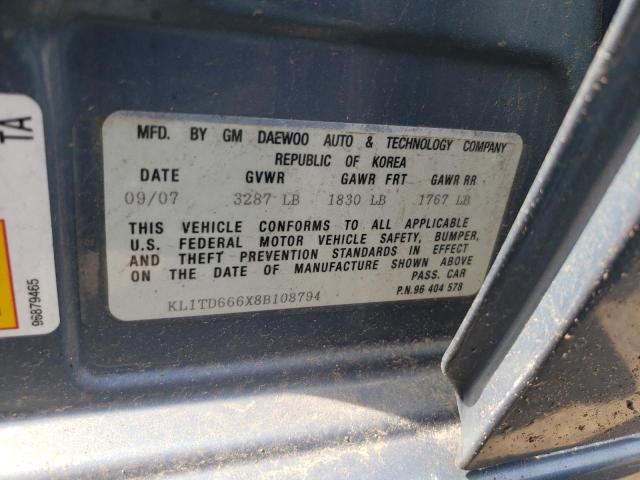 MFD. BY GM DAEWOO AUTO & TECHNOLOGY COMPANY
REPUBLIC OF KOREA
DATE GVWR GAWR FRT GAWR RR
09/07 3287 LB 1830 LB 1767 LB
THIS VEHICLE CONFORMS TO ALL APPLICABLE
U.S. FEDERAL MOTOR VEHICLE SAFETY, BUMPER,
AND THEFT PREVENTION STANDARDS IN EFFECT
ON THE DATE OF MANUFACTURE SHOWN ABOVE
PASS. CAR
KL1TD666X8B108794
P.N.96 404 578
TA
96879465